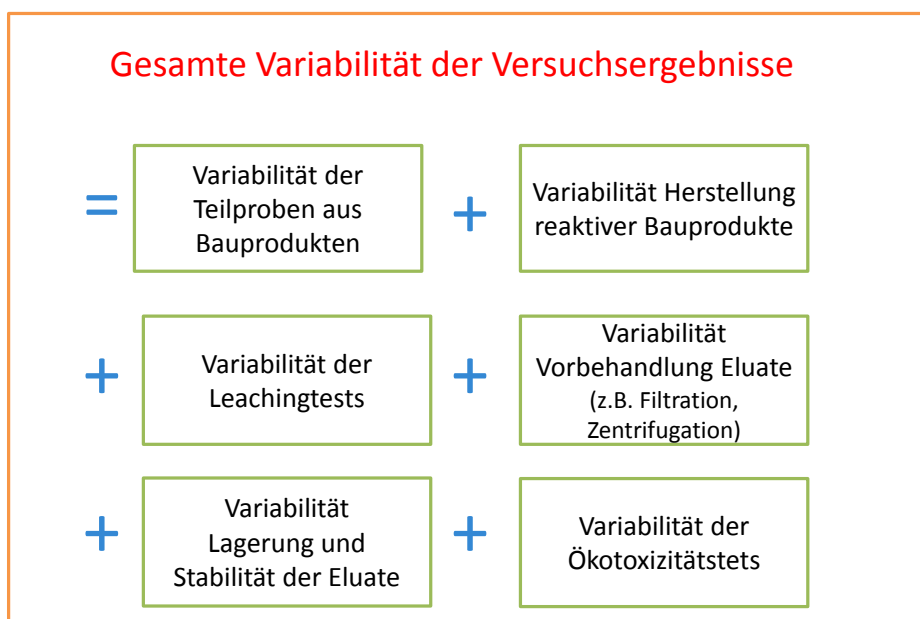 Gesamte Variabilität der Versuchsergebnisse
=
Variabilität der
Teilproben aus
Bauprodukten
+
Variabilität Herstellung
reaktiver Bauprodukte
+
Variabilität der
Leachingtests
+
Variabilität
Vorbehandlung Eluate
(z.B. Filtration,
Zentrifugation)
+
Variabilität
Lagerung und
Stabilität der Eluate
+
Variabilität der
Ökotoxizitätstets